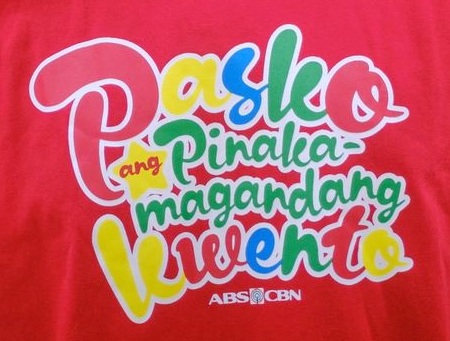 Pasko
ang Pinaka-
magandang
kwento
ABS CBN